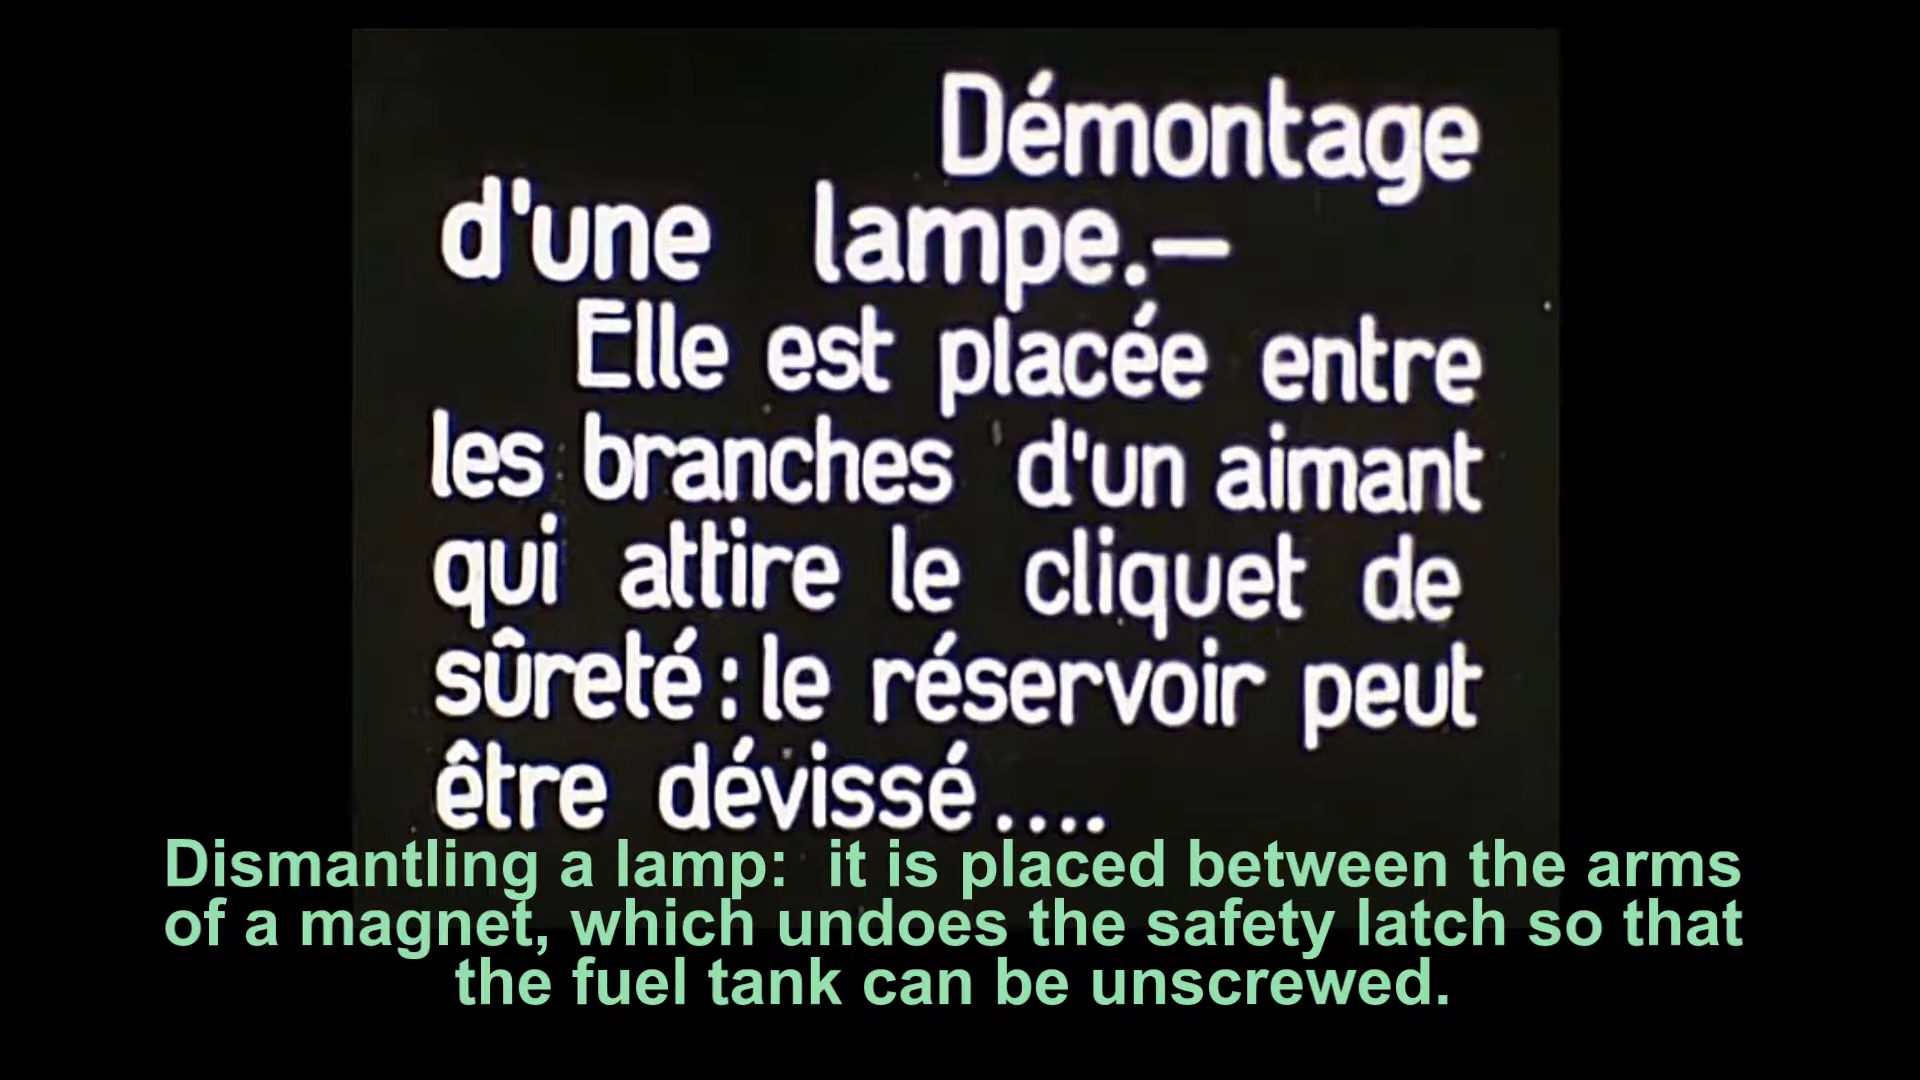 Démontage
d'une lampe.—
Elle est placée entre
les branches d'un aimant
qui attire le cliquet de
sûreté : le réservoir peut
être dévissé....
Dismantling a lamp:  it is placed between the arms
of a magnet, which undoes the safety latch so that
the fuel tank can be unscrewed.